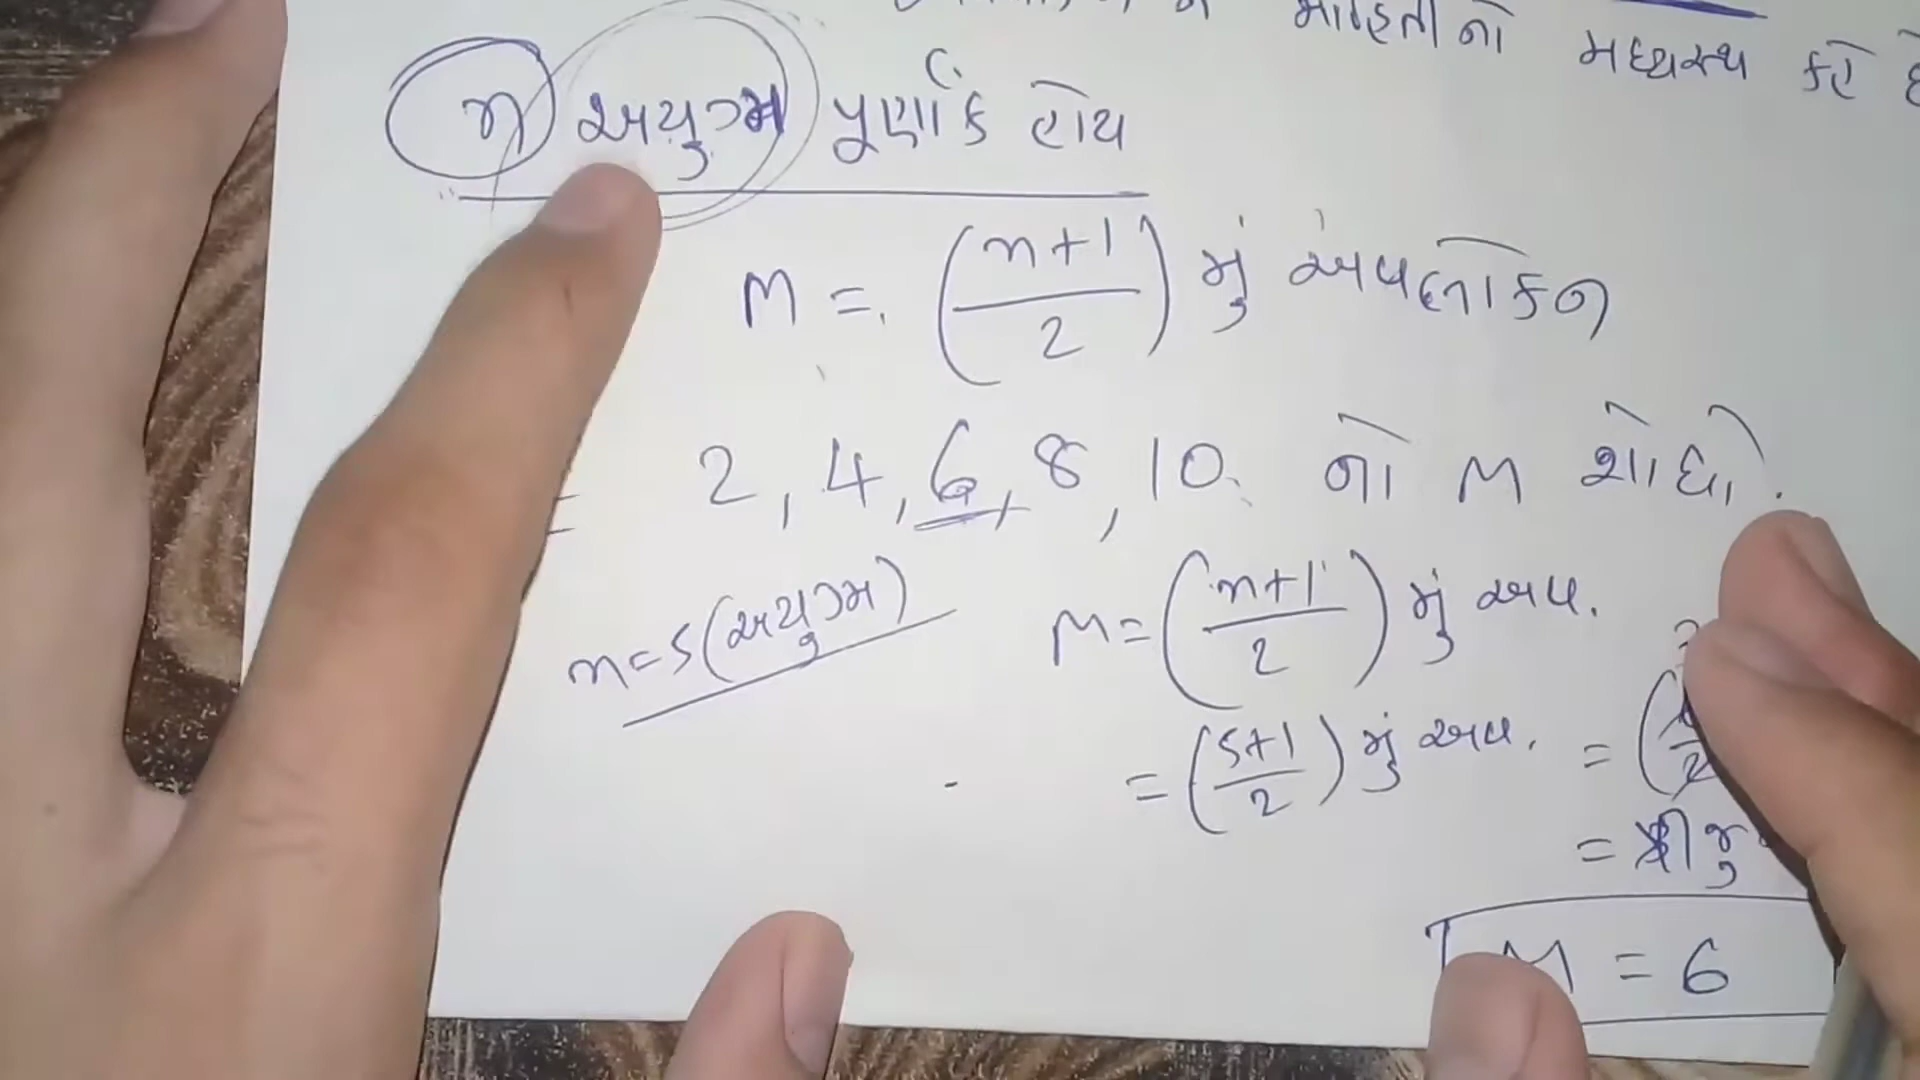 માહિતી નો મધ્યસ્થ કહે
n અયુગ્મ પૂર્ણાંક હોય
M = (n+1/2) મું અવલોકન
= 2, 4, 6, 8, 10 નો M શોધો.
n=5 (અયુગ્મ)
M = (n+1/2) મું અવ.
= (5+1/2) મું અવ. =
=
M = 6